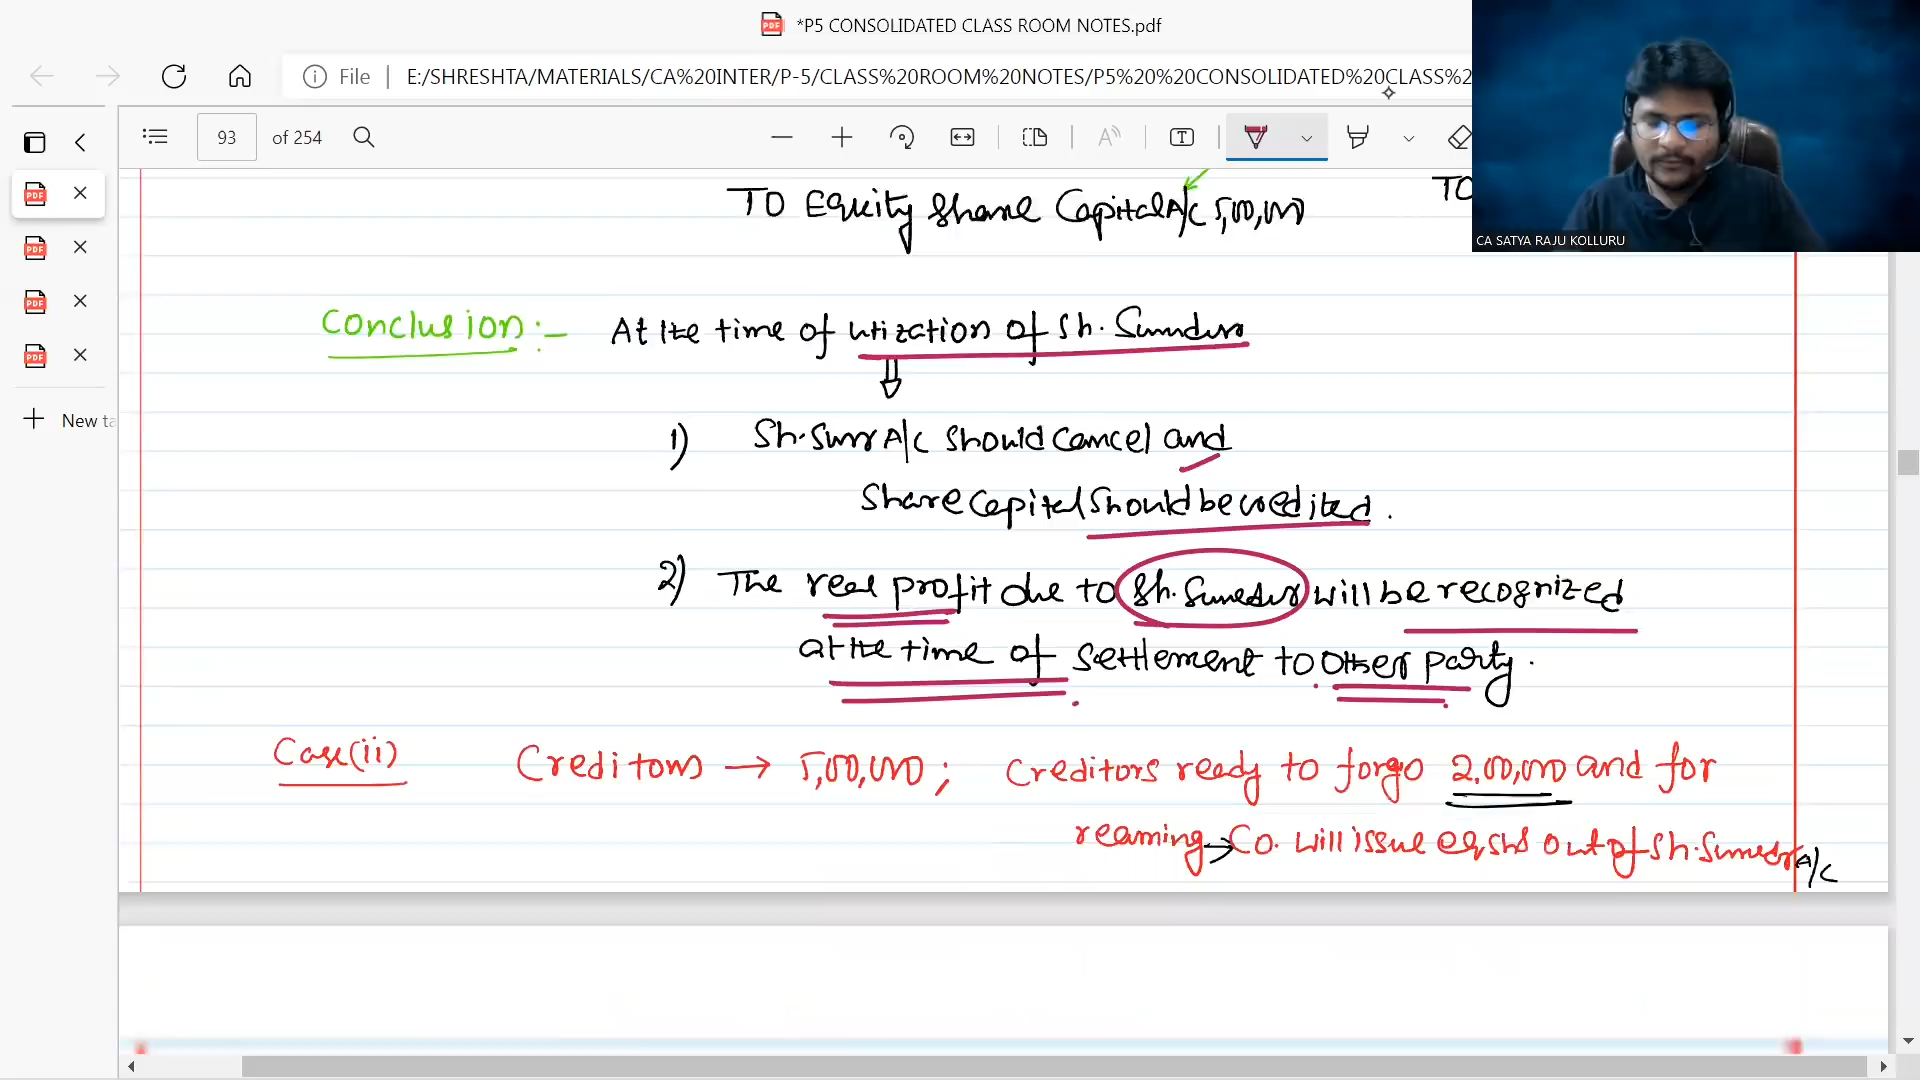 *P5 CONSOLIDATED CLASS ROOM NOTES.pdf
File
E:/SHRESHTA/MATERIALS/CA%20INTER/P-5/CLASS%20ROOM%20NOTES/P5%20%20CONSOLIDATED%20CLASS%2
93 of 254
CA SATYA RAJU KOLLURU
New ta
TO Equity Share Capital A/c 5,00,000
TO
Conclusion:- At the time of utization of Sh.
1) Sh. Surr A/c Should Cancel and
Share Capital Should be credited.
2) The real profit due to Sh. will be recognized
at the time of settlement to Other party.
Case(ii) Creditors → 5,00,000; Creditors ready to forgo 2,00,000 and for
reaming → Co. will issue eq shs out of Sh. A/c